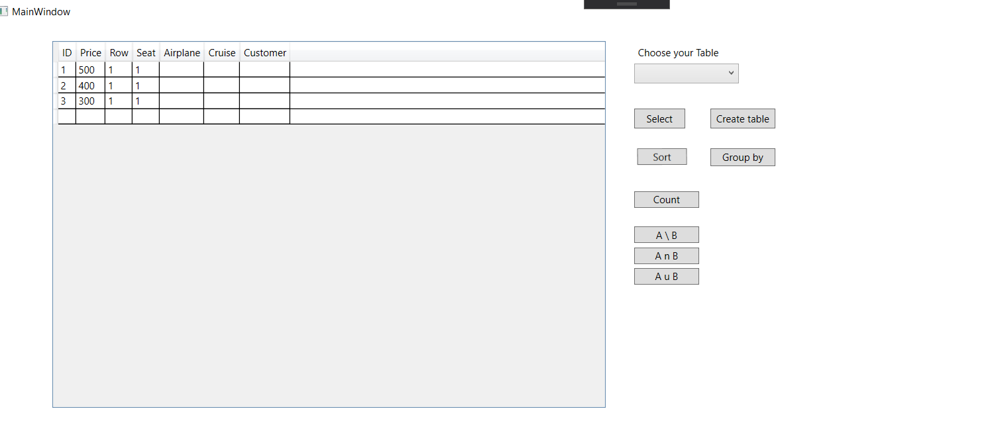 MainWindow
ID Price Row Seat Airplane Cruise Customer
1 500 1 1
2 400 1 1
3 300 1 1
Choose your Table
Select Create table
Sort Group by
Count
A \ B
A n B
A u B